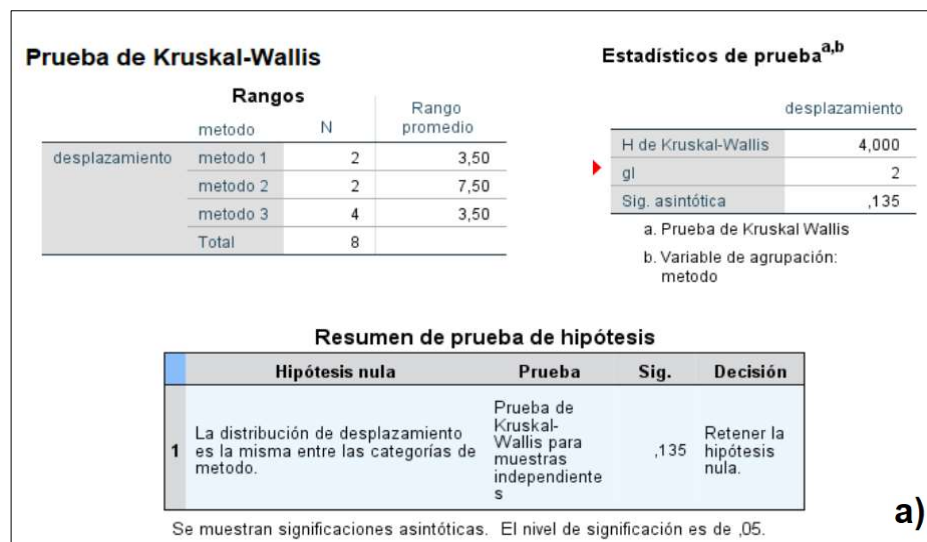 Prueba de Kruskal-Wallis
Rangos
metodo N Rango promedio
desplazamiento metodo 1 2 3,50
metodo 2 2 7,50
metodo 3 4 3,50
Total 8
Estadísticos de prueba a,b
desplazamiento
H de Kruskal-Wallis 4,000
gl 2
Sig. asintótica ,135
a. Prueba de Kruskal Wallis
b. Variable de agrupación:
metodo
Resumen de prueba de hipótesis
Hipótesis nula Prueba Sig. Decisión
1 La distribución de desplazamiento es la misma entre las categorías de metodo. Prueba de Kruskal-Wallis para muestras independientes ,135 Retener la hipótesis nula.
Se muestran significaciones asintóticas. El nivel de significación es de ,05.
a)